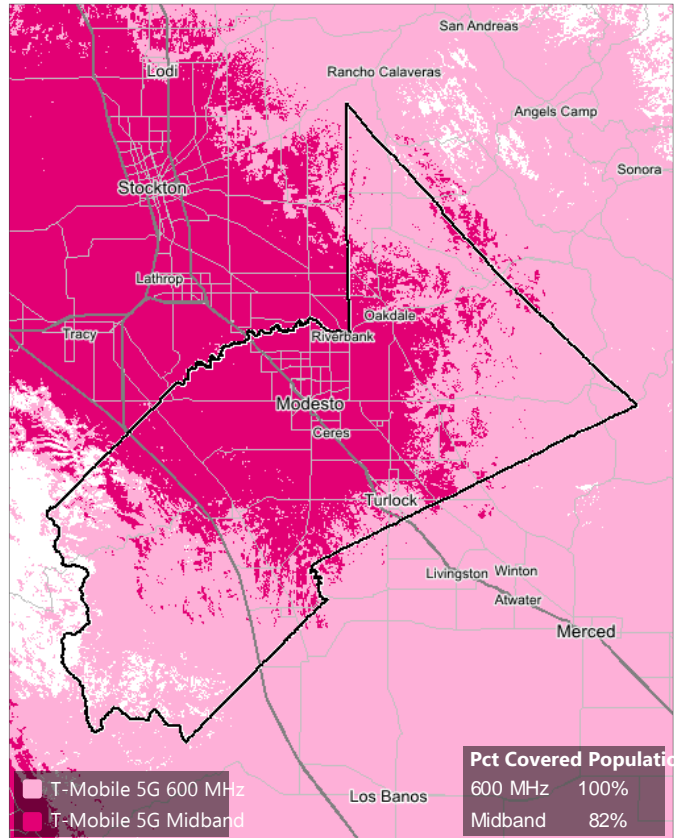 San Andreas
Lodi
Rancho Calaveras
Angels Camp
Sonora
Stockton
Lathrop
Oakdale
Tracy
Riverbank
Modesto
Ceres
Turlock
Livingston
Winton
Atwater
Merced
Los Banos
T-Mobile 5G 600 MHz
T-Mobile 5G Midband
Pct Covered Populatio
600 MHz 100%
Midband 82%